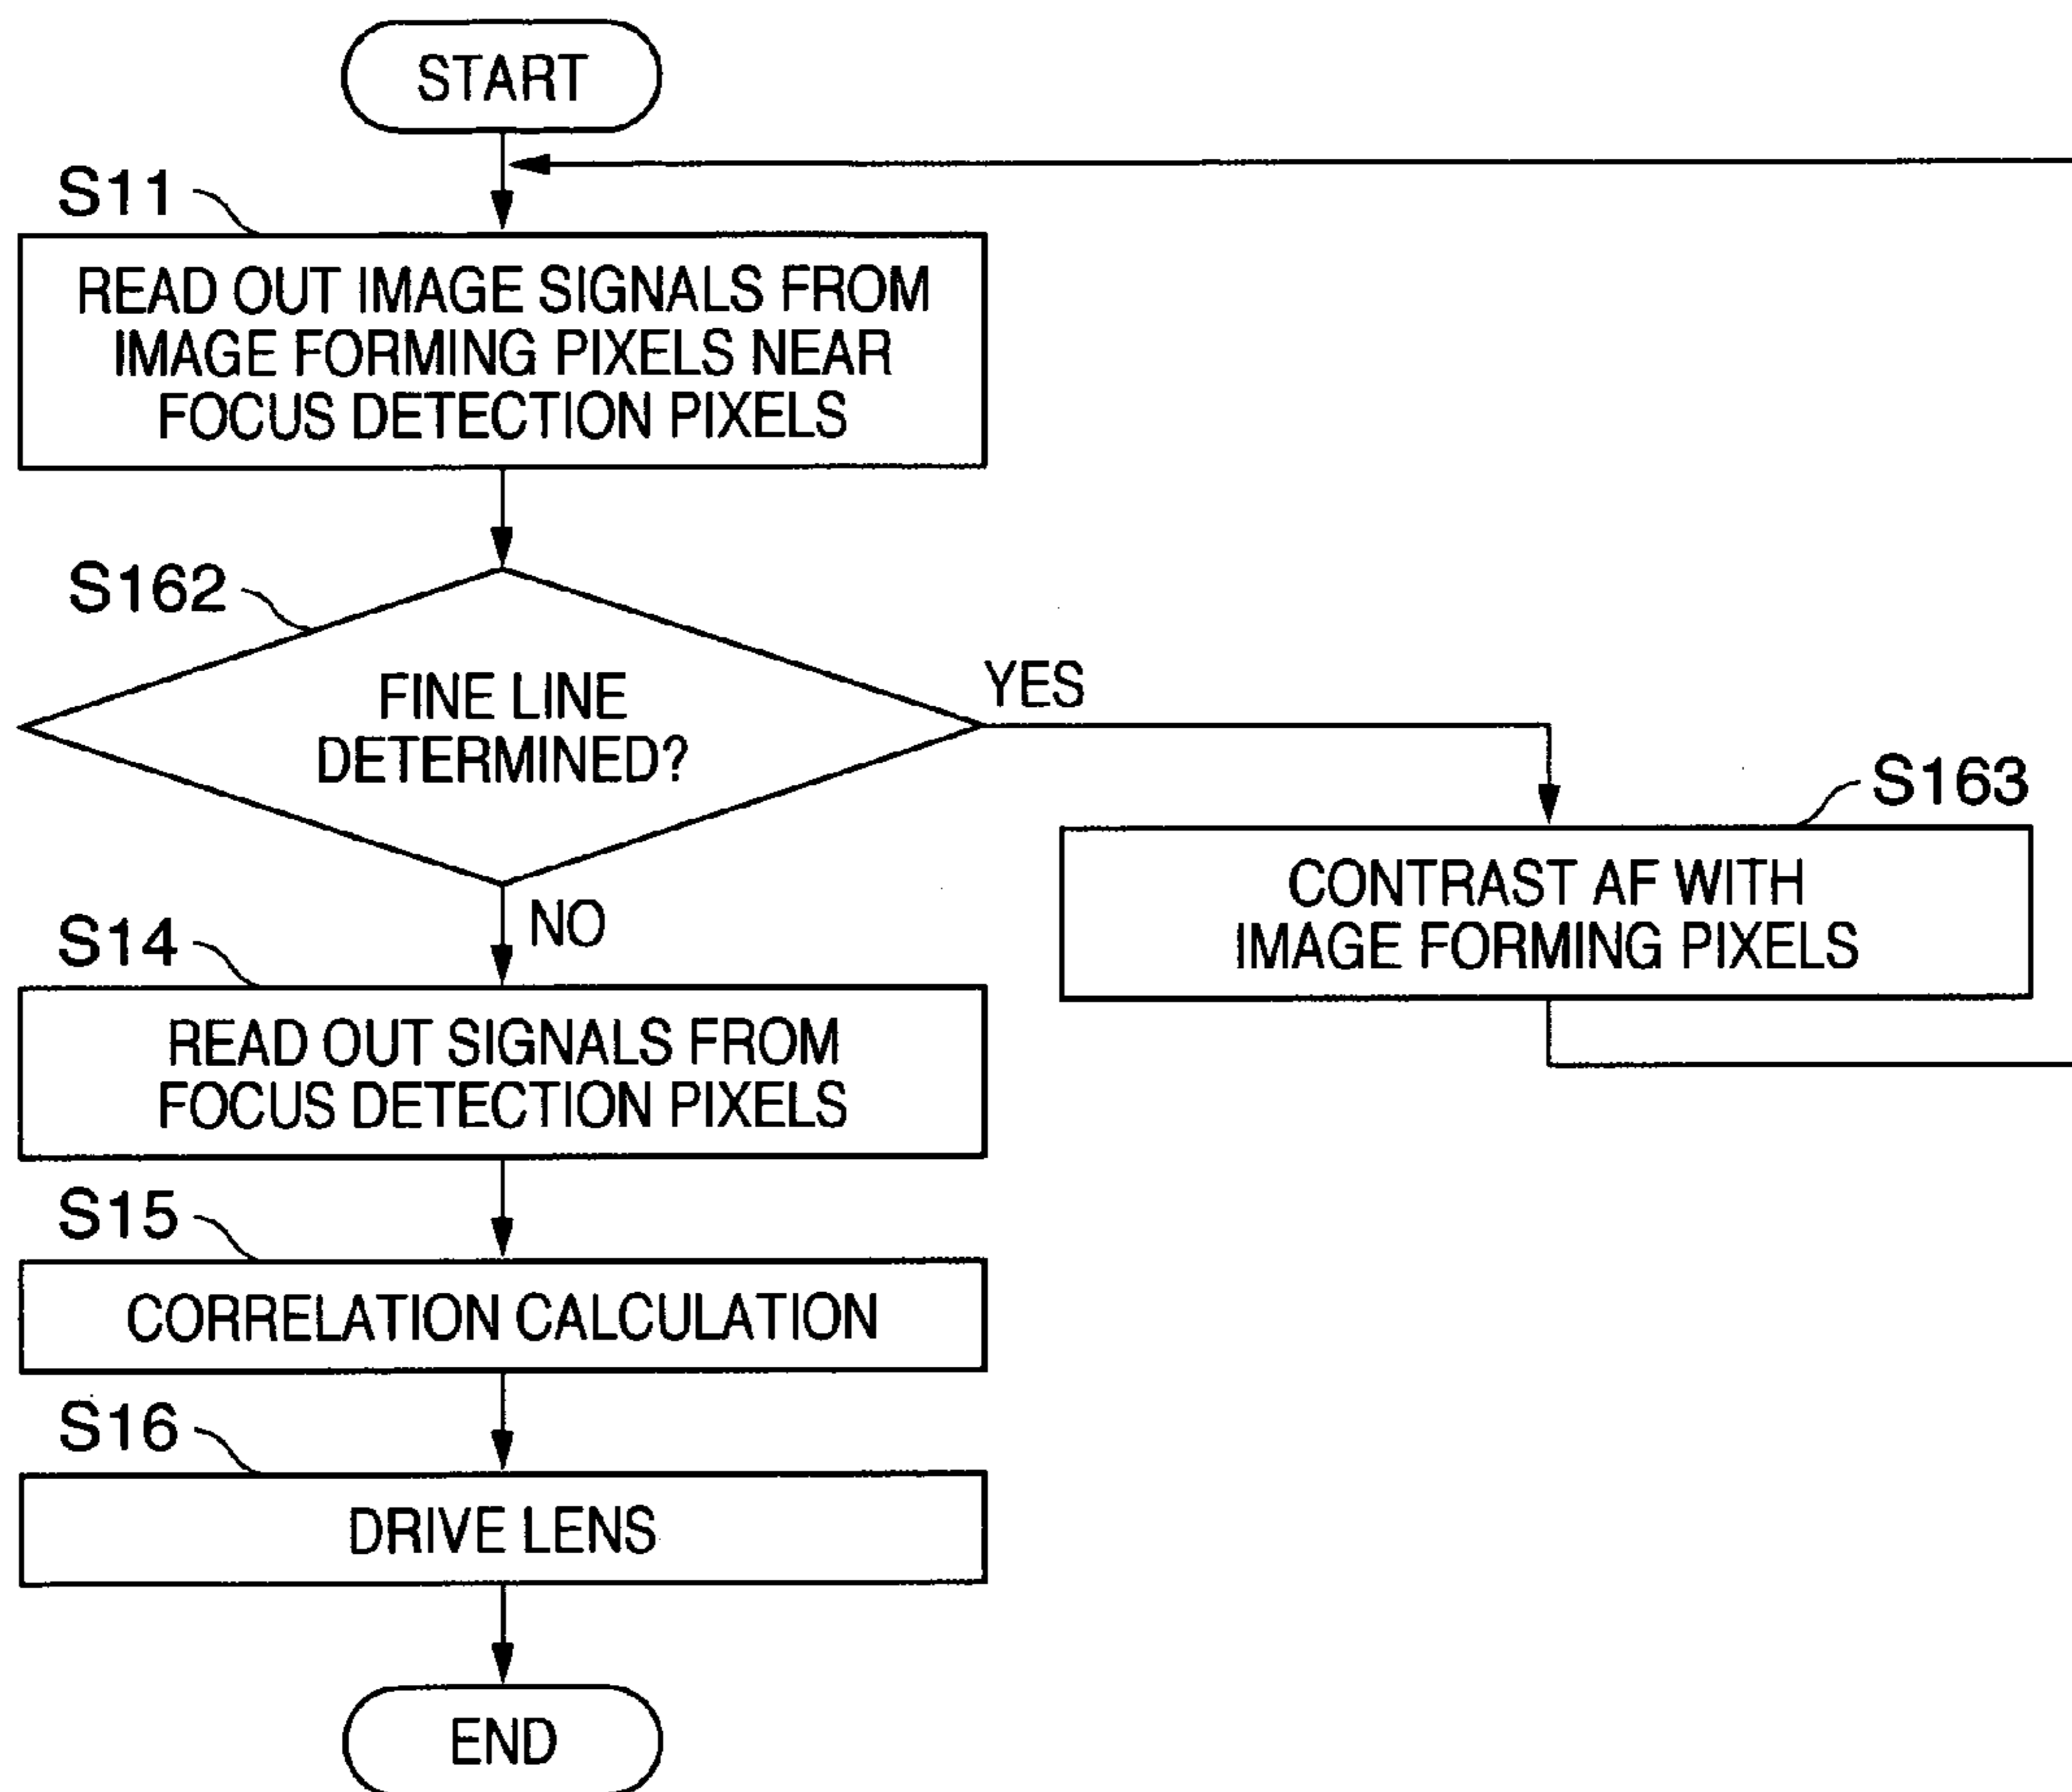 START
S11
READ OUT IMAGE SIGNALS FROM
IMAGE FORMING PIXELS NEAR
FOCUS DETECTION PIXELS
S162
FINE LINE
DETERMINED?
YES
S163
CONTRAST AF WITH
IMAGE FORMING PIXELS
NO
S14
READ OUT SIGNALS FROM
FOCUS DETECTION PIXELS
S15
CORRELATION CALCULATION
S16
DRIVE LENS
END